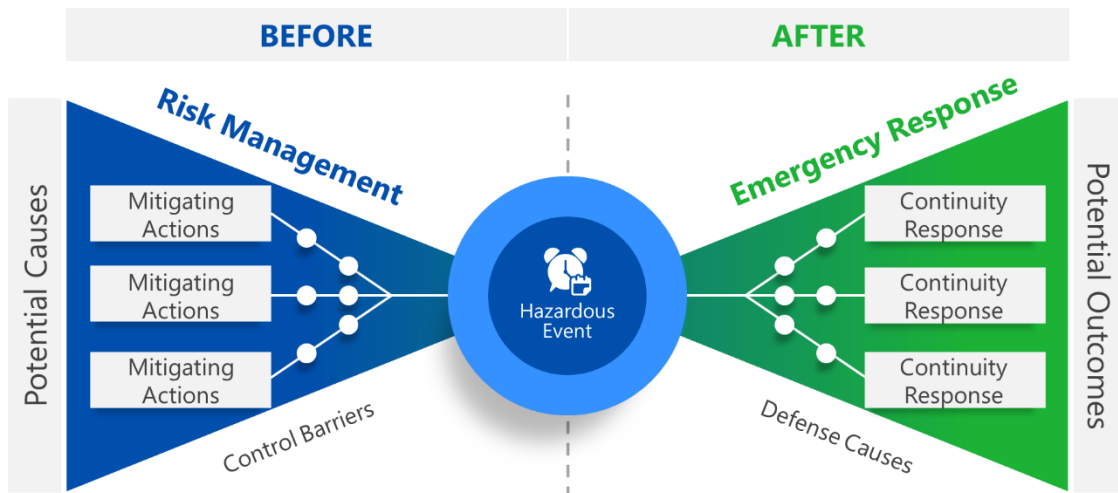 BEFORE
AFTER
Potential Causes
Risk Management
Mitigating
Actions
Mitigating
Actions
Mitigating
Actions
Control Barriers
Hazardous
Event
Emergency Response
Continuity
Response
Continuity
Response
Continuity
Response
Defense Causes
Potential Outcomes